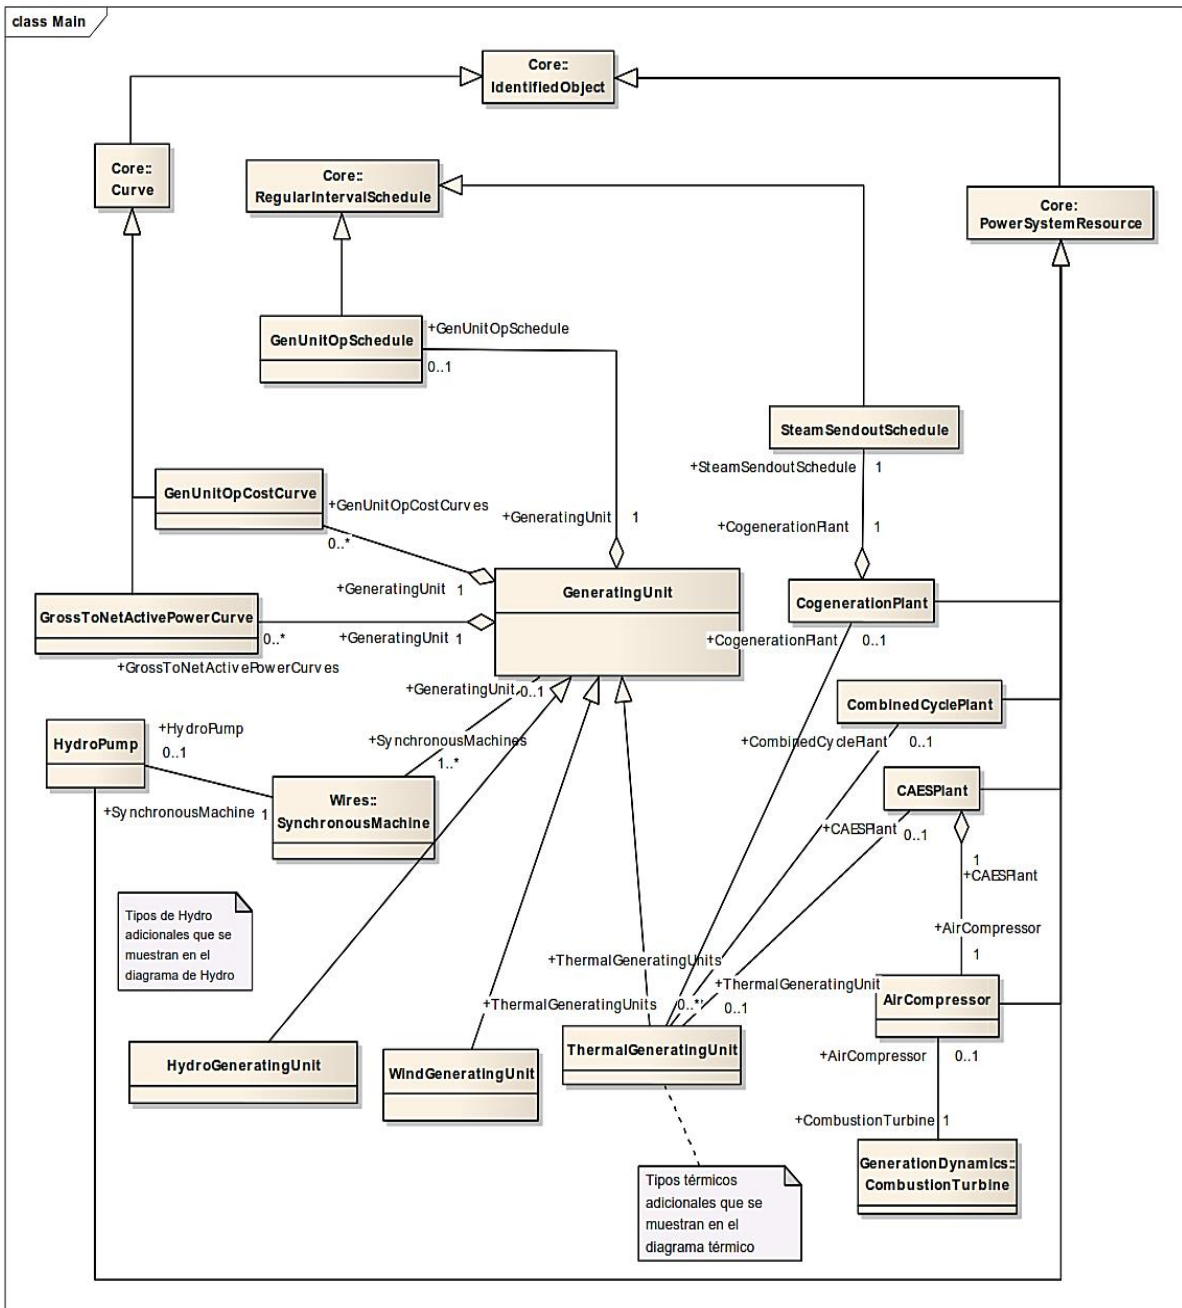 class Main
Core::
IdentifiedObject
Core::
Curve
Core::
RegularIntervalSchedule
Core:
PowerSystemResource
GenUnitOpSchedule
+GenUnitOpSchedule
0..1
SteamSendoutSchedule
+SteamSendoutSchedule 1
GenUnitOpCostCurve
+GenUnitOpCostCurves
0..*
+GeneratingUnit 1
+CogenerationPlant 1
+GeneratingUnit 1
GeneratingUnit
CogenerationPlant
GrossToNetActivePowerCurve
0..*
+GeneratingUnit 1
+GrossToNetActivePowerCurves
+CogenerationPlant 0..1
+GeneratingUnit 0..1
CombinedCyclePlant
HydroPump
+HydroPump
0..1
+SynchronousMachines
1..*
+CombinedCyclePlant 0..1
CAESPlant
+SynchronousMachine 1
Wires::
SynchronousMachine
+CAESPlant 0..1
1
+CAESPlant
Tipos de Hydro
adicionales que se
muestran en el
diagrama de Hydro
+AirCompressor
1
+ThermalGeneratingUnits
+ThermalGeneratingUnit
+ThermalGeneratingUnits 0..* 0..1
AirCompressor
HydroGeneratingUnit
WindGeneratingUnit
ThermalGeneratingUnit
+AirCompressor 0..1
+CombustionTurbine 1
GenerationDynamics::
CombustionTurbine
Tipos térmicos
adicionales que se
muestran en el
diagrama térmico